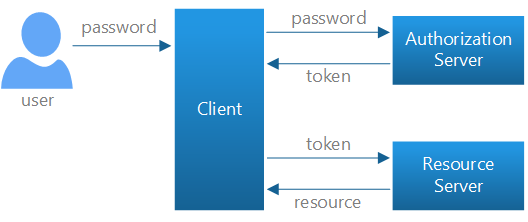 password
user
Client
password
token
Authorization
Server
token
resource
Resource
Server